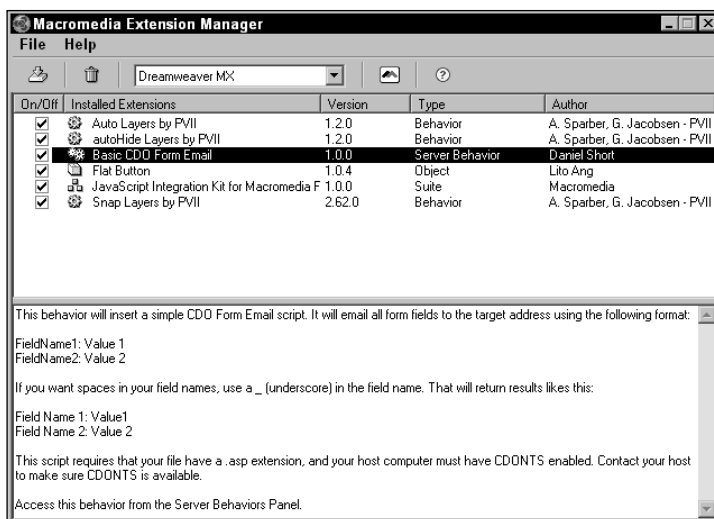 Macromedia Extension Manager
File Help
Dreamweaver MX
On/Off Installed Extensions Version Type Author
Auto Layers by PVII 1.2.0 Behavior A. Sparber, G. Jacobsen - PVII
autoHide Layers by PVII 1.2.0 Behavior A. Sparber, G. Jacobsen - PVII
Basic CDO Form Email 1.0.0 Server Behavior Daniel Short
Flat Button 1.0.4 Object Lito Ang
JavaScript Integration Kit for Macromedia F 1.0.0 Suite Macromedia
Snap Layers by PVII 2.62.0 Behavior A. Sparber, G. Jacobsen - PVII
This behavior will insert a simple CDO Form Email script. It will email all form fields to the target address using the following format:
FieldName1: Value 1
FieldName2: Value 2
If you want spaces in your field names, use a _ (underscore) in the field name. That will return results likes this:
Field Name 1: Value1
Field Name 2: Value 2
This script requires that your file have a .asp extension, and your host computer must have CDONTS enabled. Contact your host
to make sure CDONTS is available.
Access this behavior from the Server Behaviors Panel.